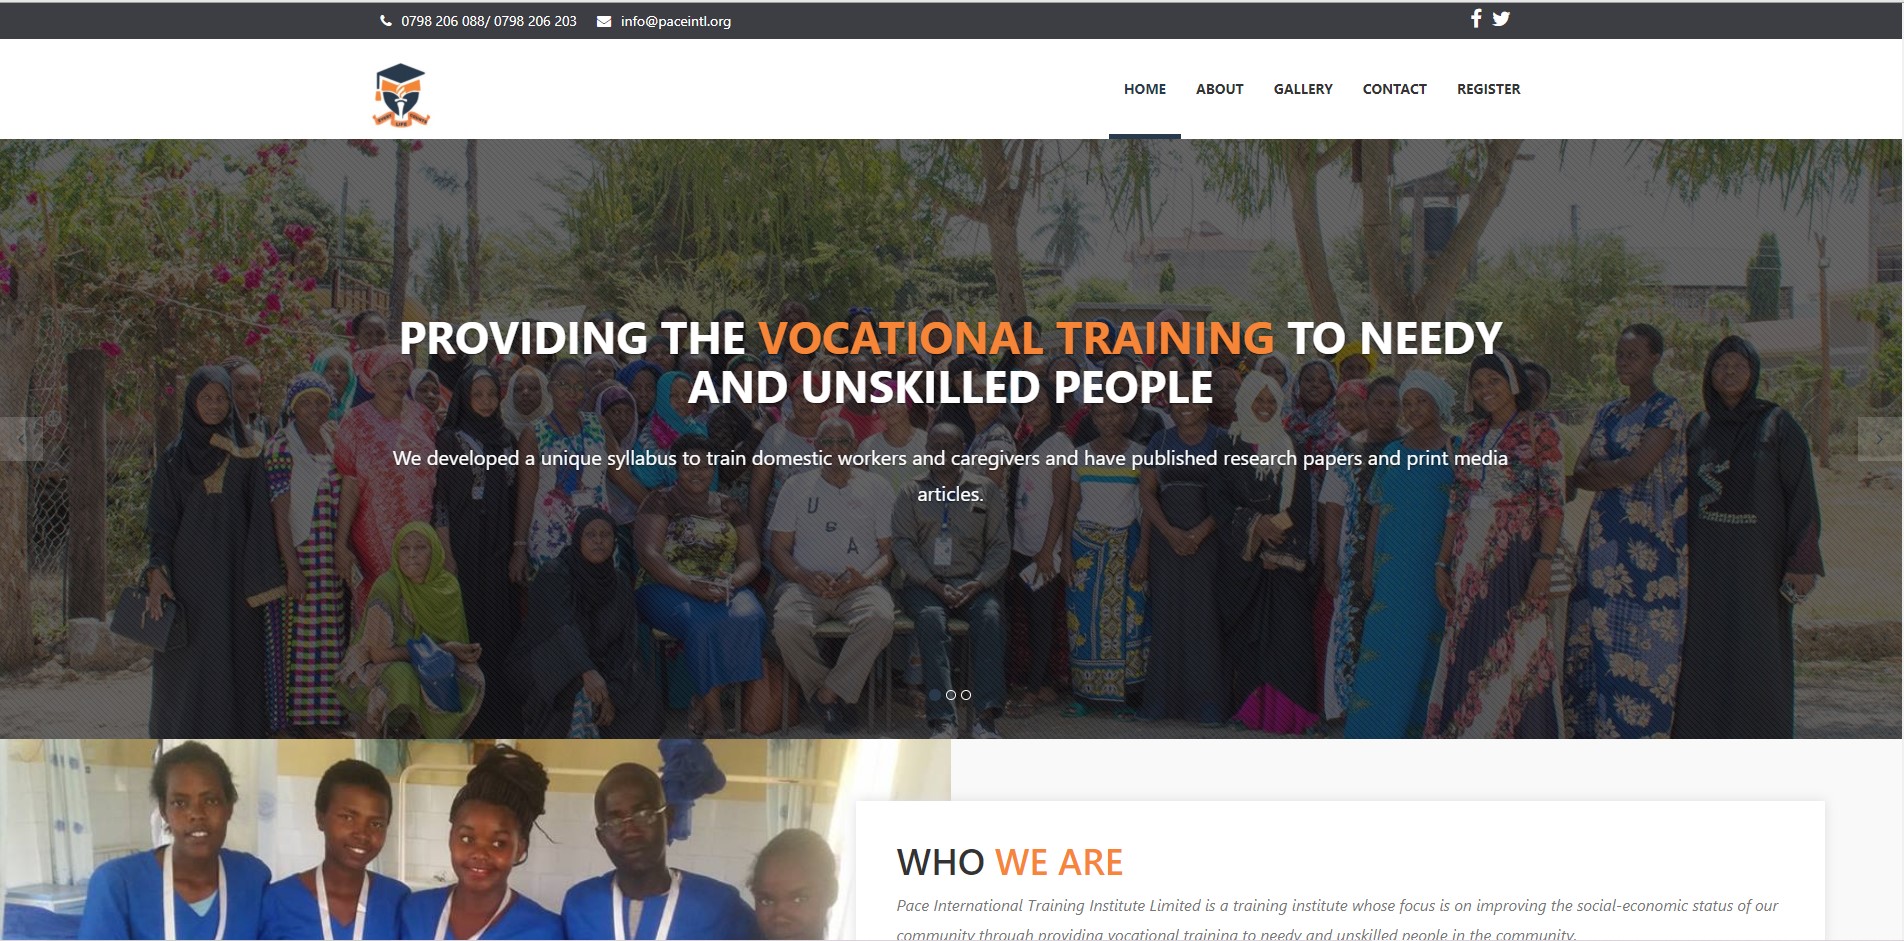 0798 206 088/ 0798 206 203 info@paceintl.org
LIFE
HOME ABOUT GALLERY CONTACT REGISTER
PROVIDING THE VOCATIONAL TRAINING TO NEEDY
AND UNSKILLED PEOPLE
We developed a unique syllabus to train domestic workers and caregivers and have published research papers and print media
articles.
U
S
A
WHO WE ARE
Pace International Training Institute Limited is a training institute whose focus is on improving the social-economic status of our
community through providing vocational training to needy and unskilled people in the community.